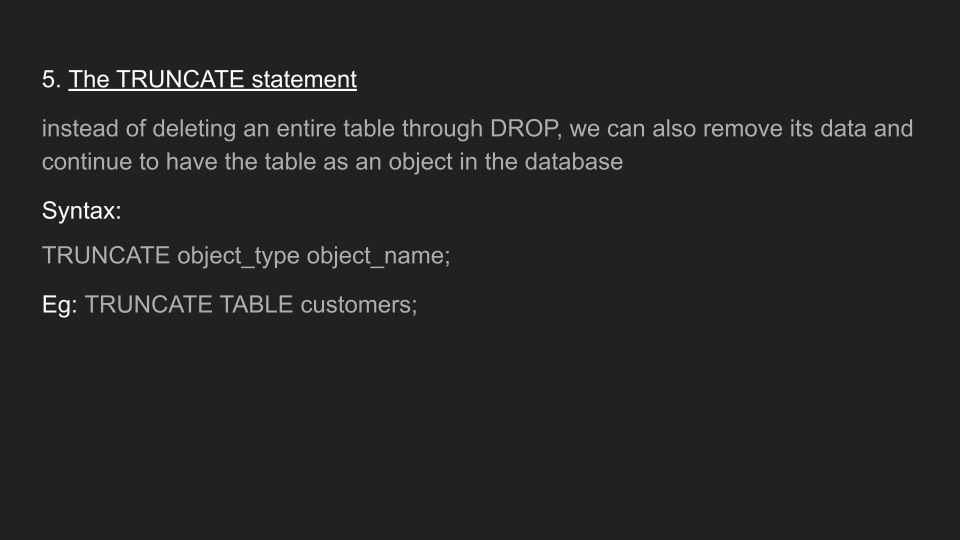 5. The TRUNCATE statement
instead of deleting an entire table through DROP, we can also remove its data and
continue to have the table as an object in the database
Syntax:
TRUNCATE object_type object_name;
Eg: TRUNCATE TABLE customers;